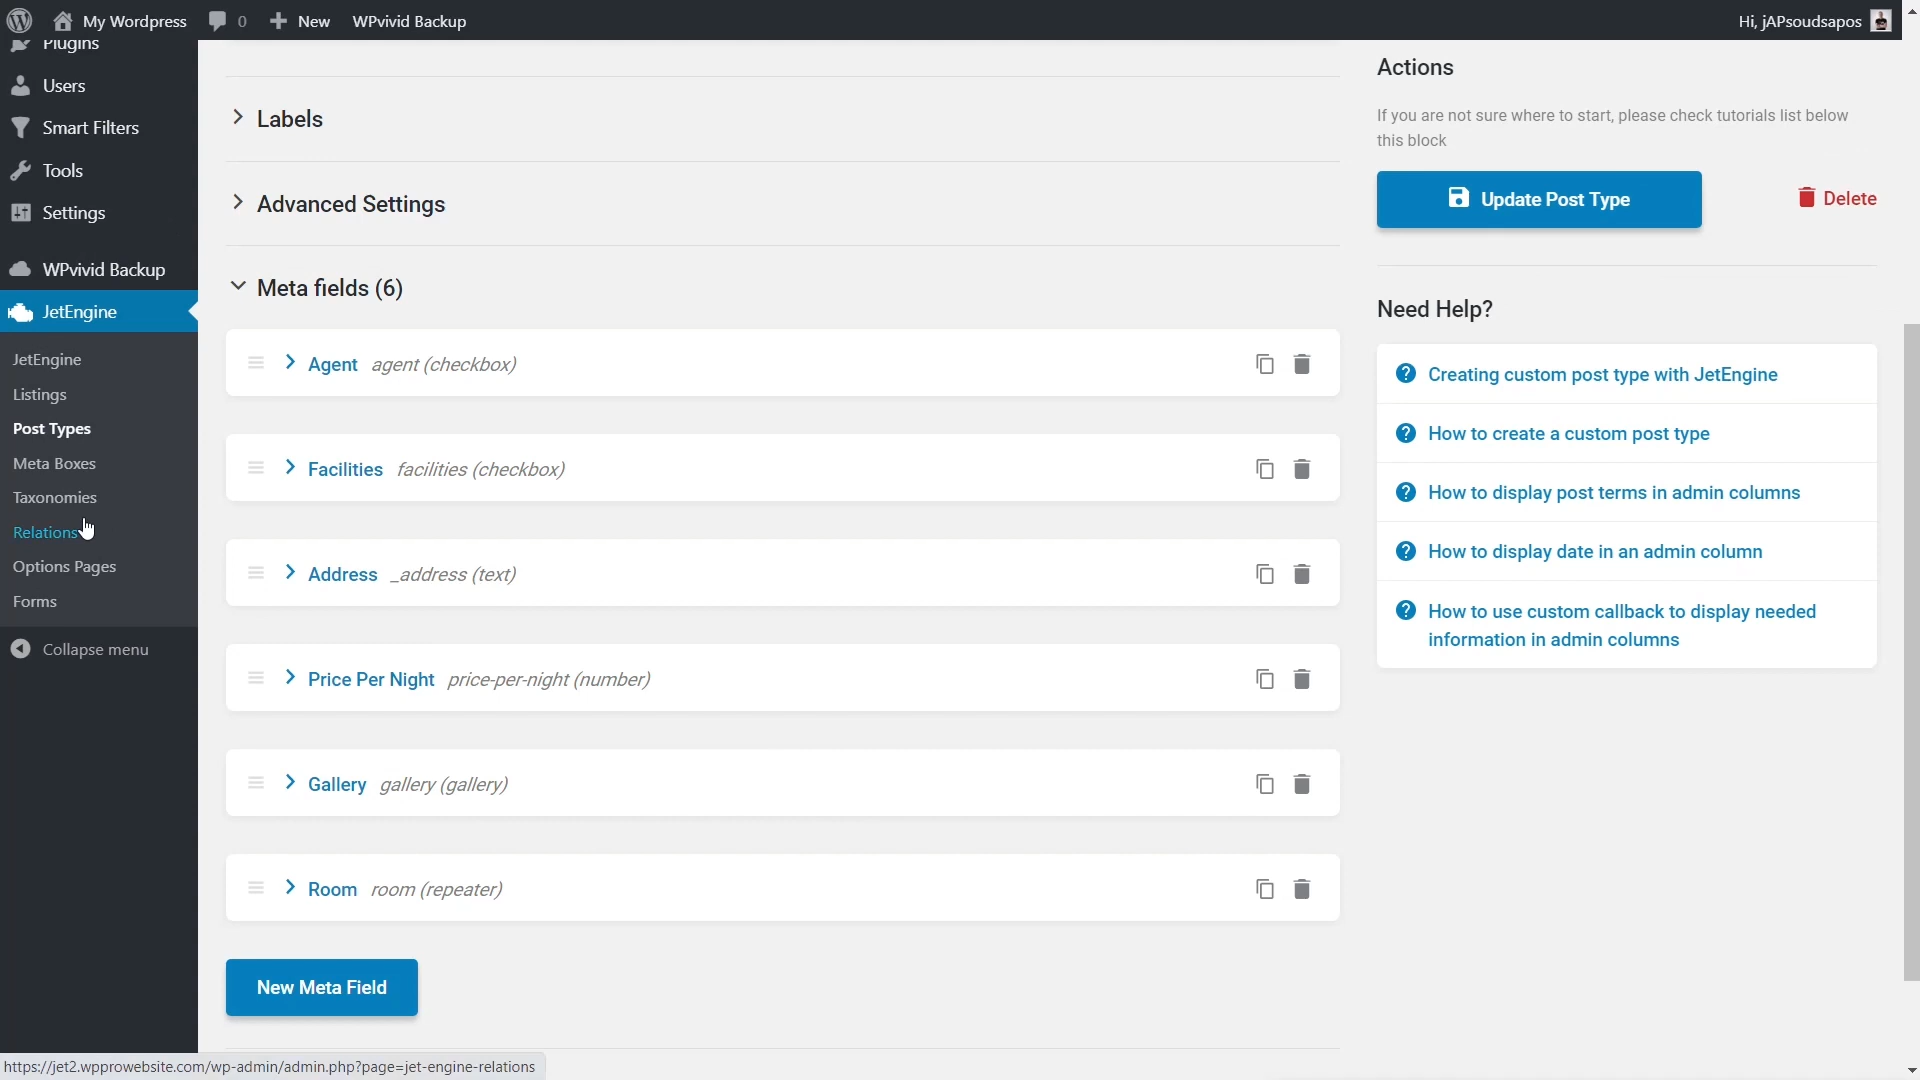 My Wordpress 0 New WPvivid Backup Hi, jAPsoudsapos
Plugins
Users
Smart Filters
Tools
Settings
WPvivid Backup
JetEngine
JetEngine
Listings
Post Types
Meta Boxes
Taxonomies
Relations
Options Pages
Forms
Collapse menu
Labels
Advanced Settings
Meta fields (6)
Agent agent (checkbox)
Facilities facilities (checkbox)
Address _address (text)
Price Per Night price-per-night (number)
Gallery gallery (gallery)
Room room (repeater)
New Meta Field
Actions
If you are not sure where to start, please check tutorials list below
this block
Update Post Type Delete
Need Help?
Creating custom post type with JetEngine
How to create a custom post type
How to display post terms in admin columns
How to display date in an admin column
How to use custom callback to display needed
information in admin columns
https://jet2.wpprowebsite.com/wp-admin/admin.php?page=jet-engine-relations